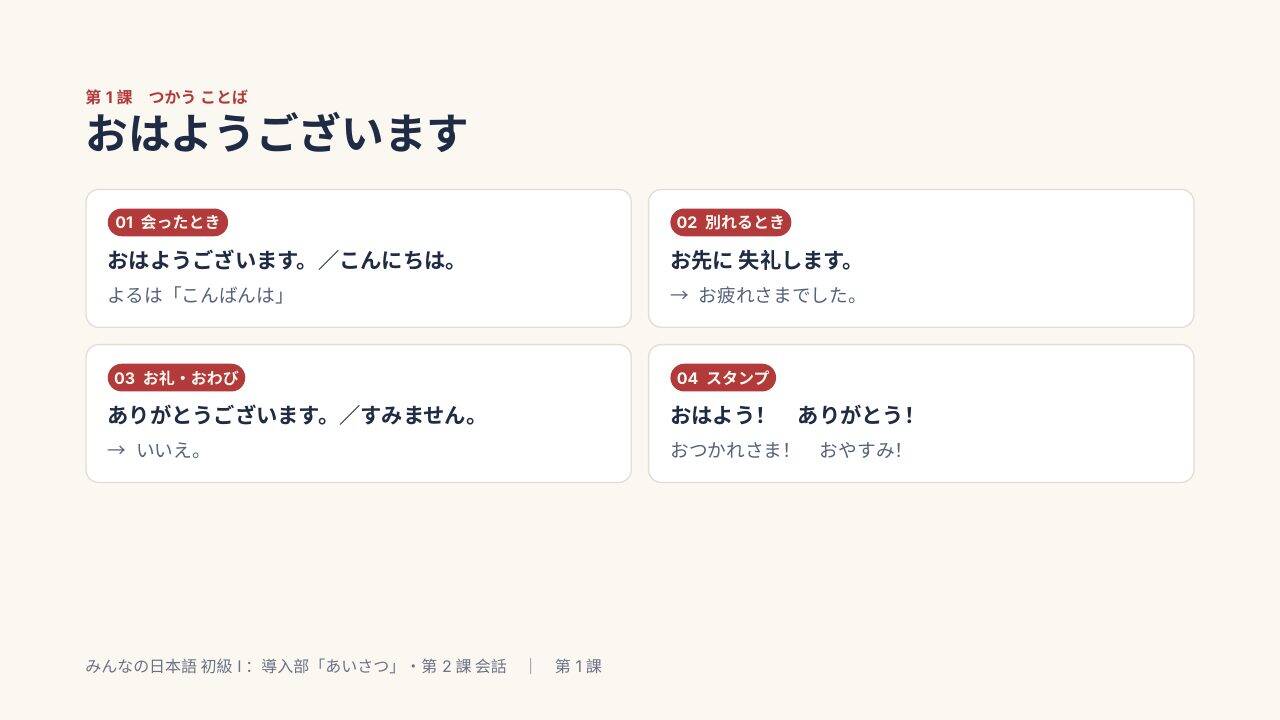 第1課　つかう ことば
おはようございます
01 会ったとき
おはようございます。／こんにちは。
よるは「こんばんは」
02 別れるとき
お先に 失礼します。
→ お疲れさまでした。
03 お礼・おわび
ありがとうございます。／すみません。
→ いいえ。
04 スタンプ
おはよう！　ありがとう！
おつかれさま！　おやすみ！
みんなの日本語 初級 I： 導入部「あいさつ」・第 2 課 会話　｜　第 1 課